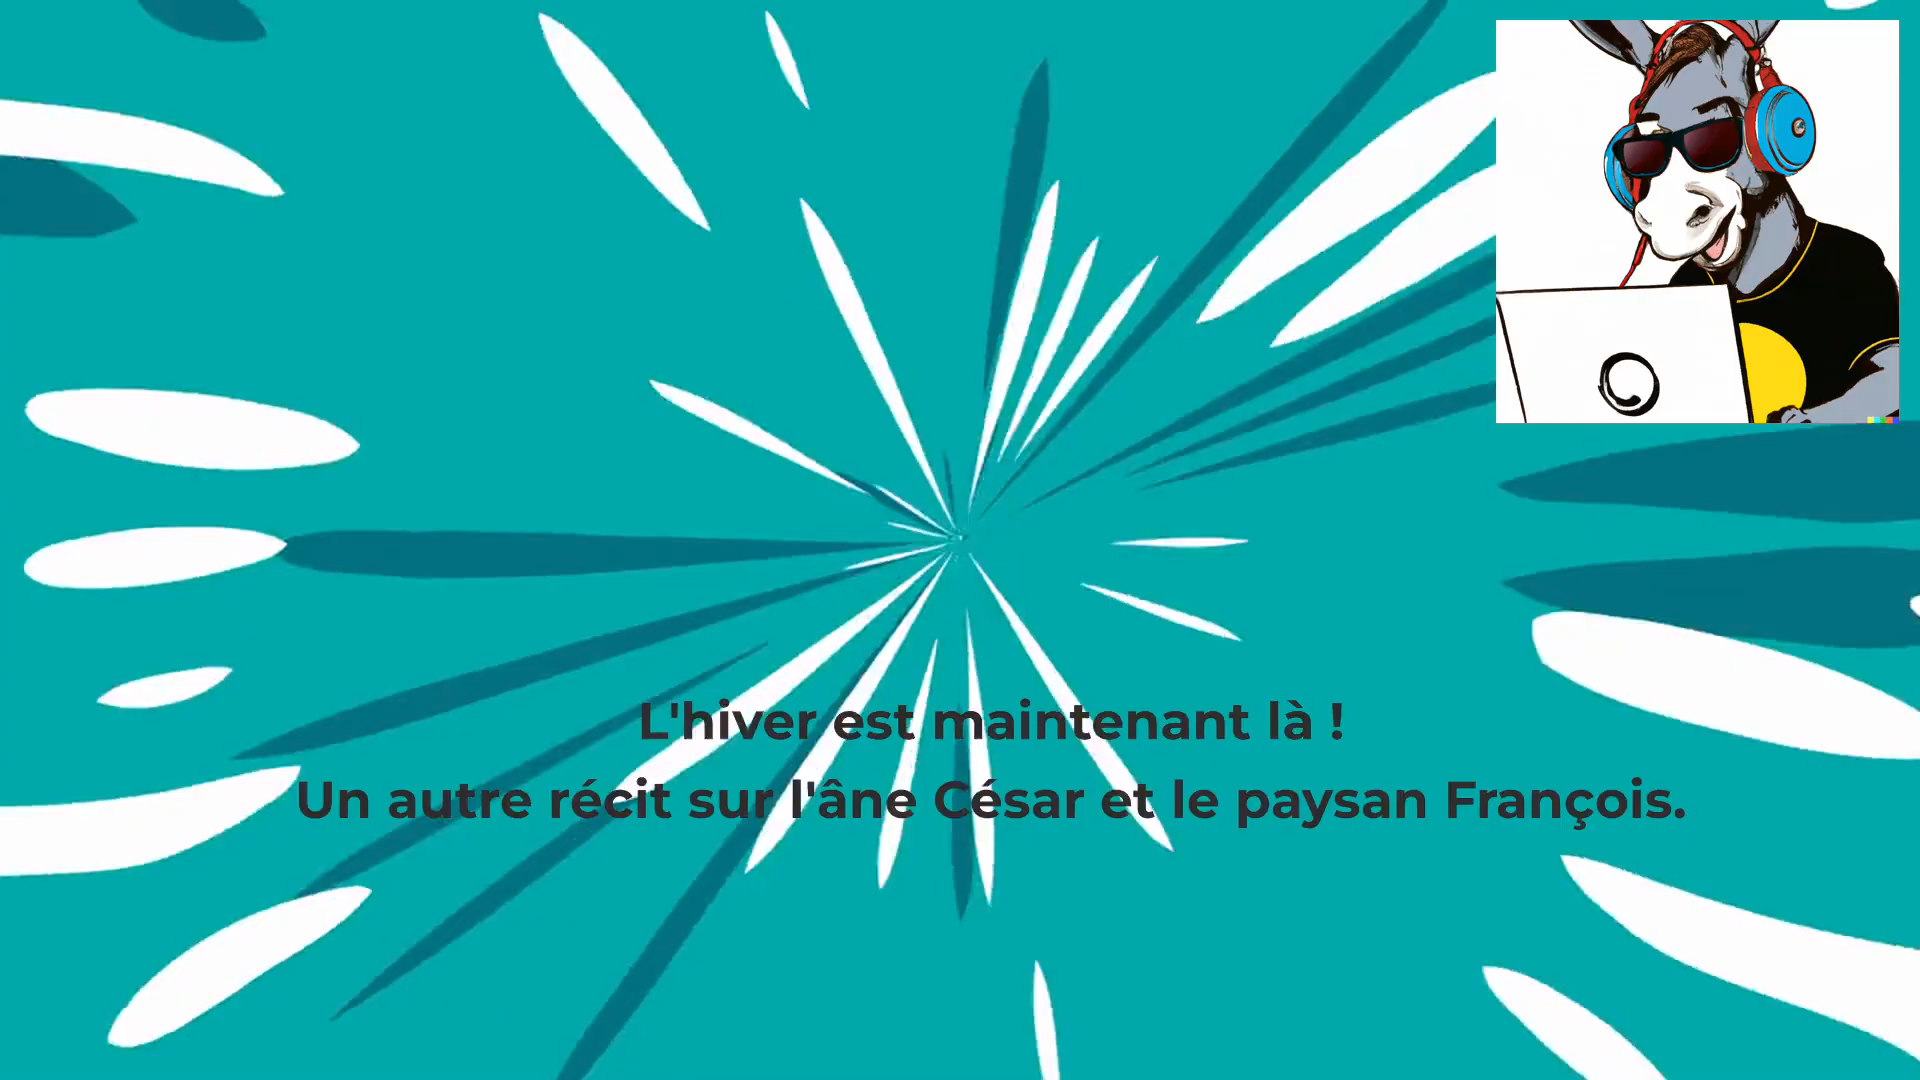 L'hiver est maintenant là !
Un autre récit sur l'âne César et le paysan François.